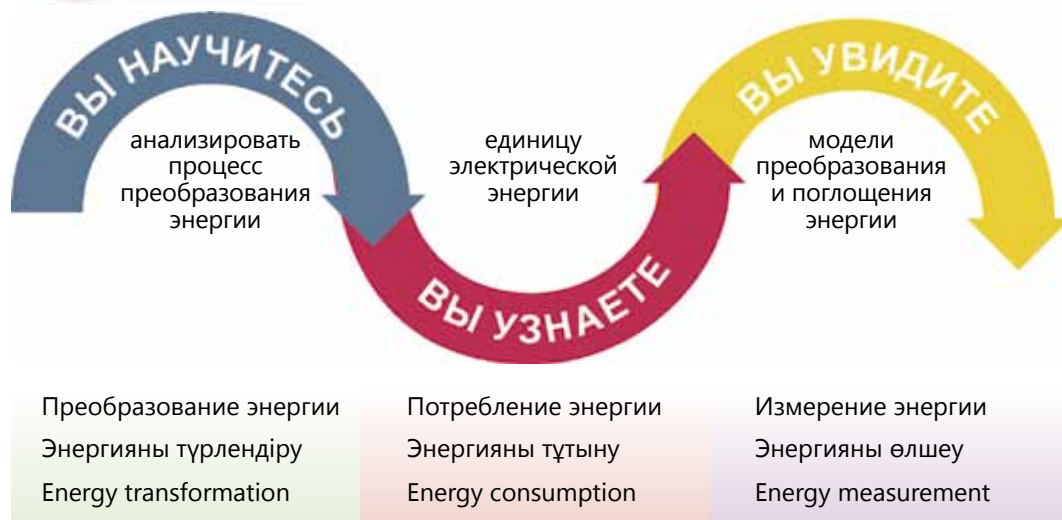 ВЫ НАУЧИТЕСЬ
анализировать
процесс
преобразования
энергии
ВЫ УЗНАЕТЕ
единицу
электрической
энергии
ВЫ УВИДИТЕ
модели
преобразования
и поглощения
энергии
Преобразование энергии
Энергияны түрлендіру
Energy transformation
Потребление энергии
Энергияны тұтыну
Energy consumption
Измерение энергии
Энергияны өлшеу
Energy measurement